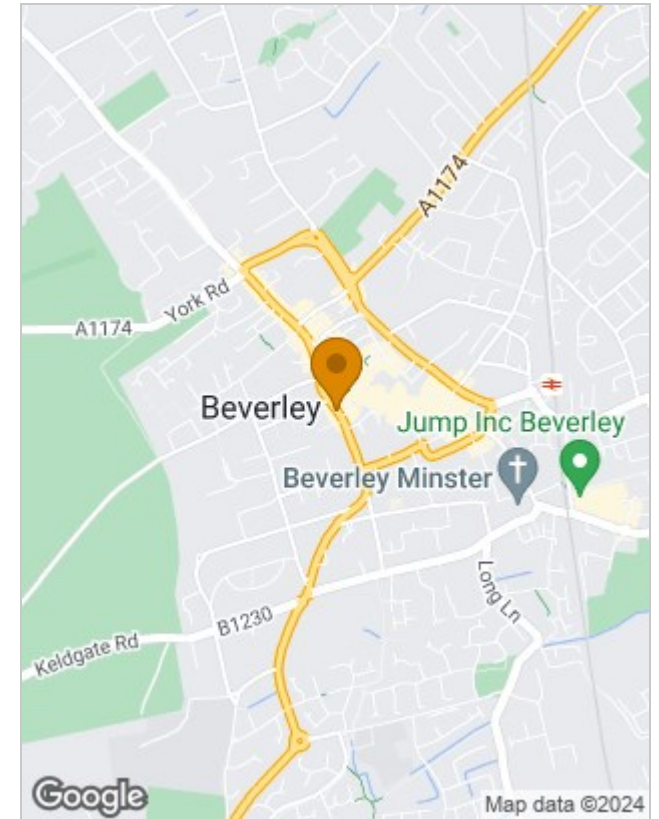 A1174
York Rd
A1174
Beverley
Jump Inc Beverley
Beverley Minster
Long Ln
B1230
Keldgate Rd
Google
Map data ©2024